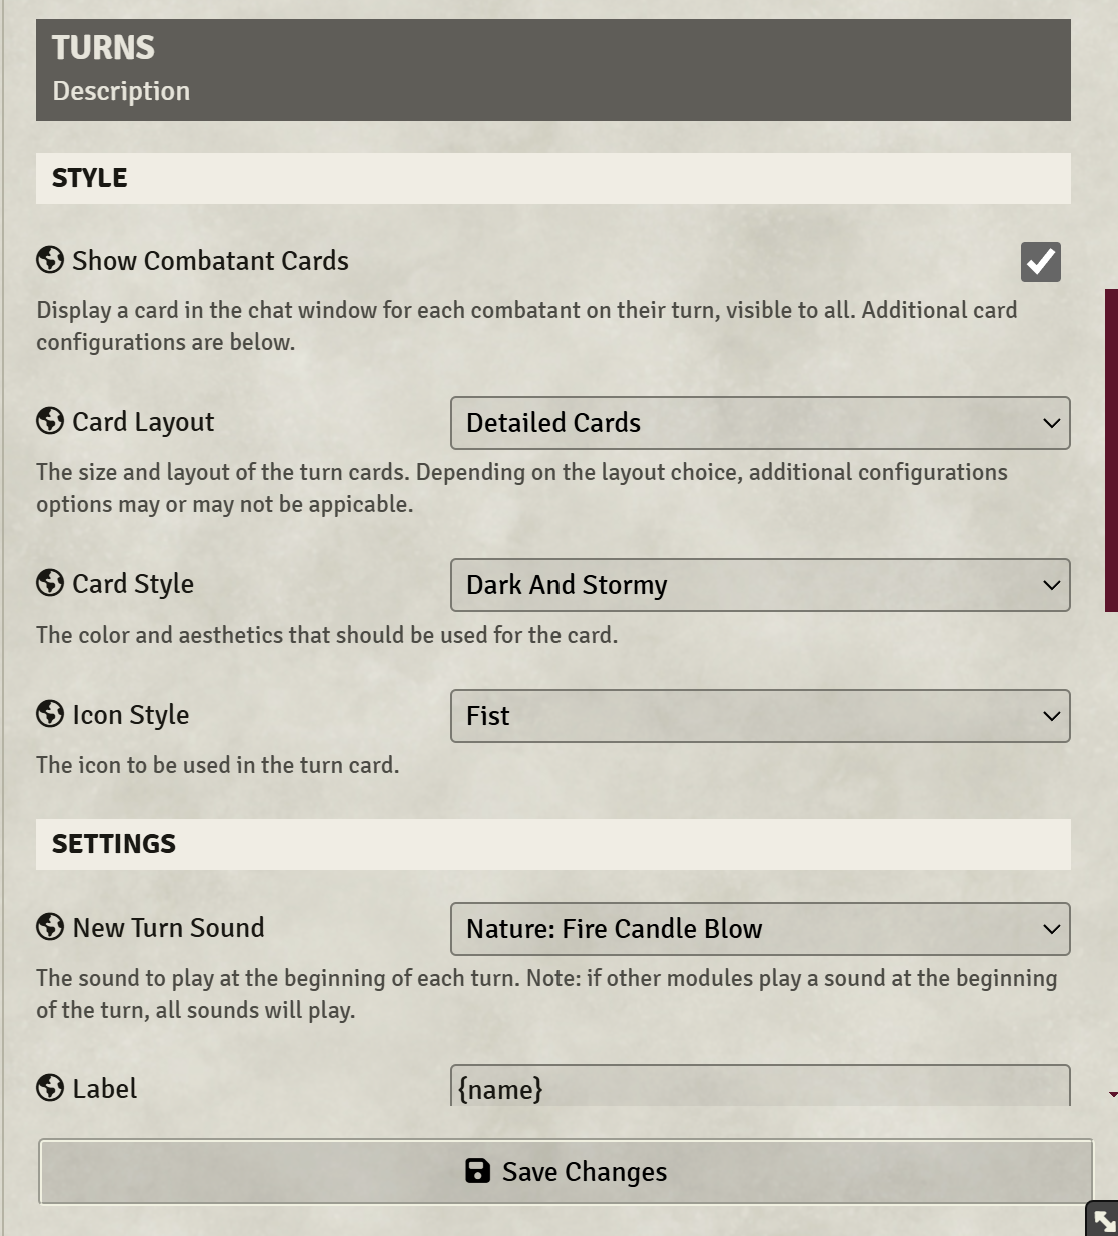 TURNS
Description
STYLE
Show Combatant Cards
Display a card in the chat window for each combatant on their turn, visible to all. Additional card
configurations are below.
Card Layout
Detailed Cards
The size and layout of the turn cards. Depending on the layout choice, additional configurations
options may or may not be appicable.
Card Style
Dark And Stormy
The color and aesthetics that should be used for the card.
Icon Style
Fist
The icon to be used in the turn card.
SETTINGS
New Turn Sound
Nature: Fire Candle Blow
The sound to play at the beginning of each turn. Note: if other modules play a sound at the beginning
of the turn, all sounds will play.
Label
{name}
Save Changes